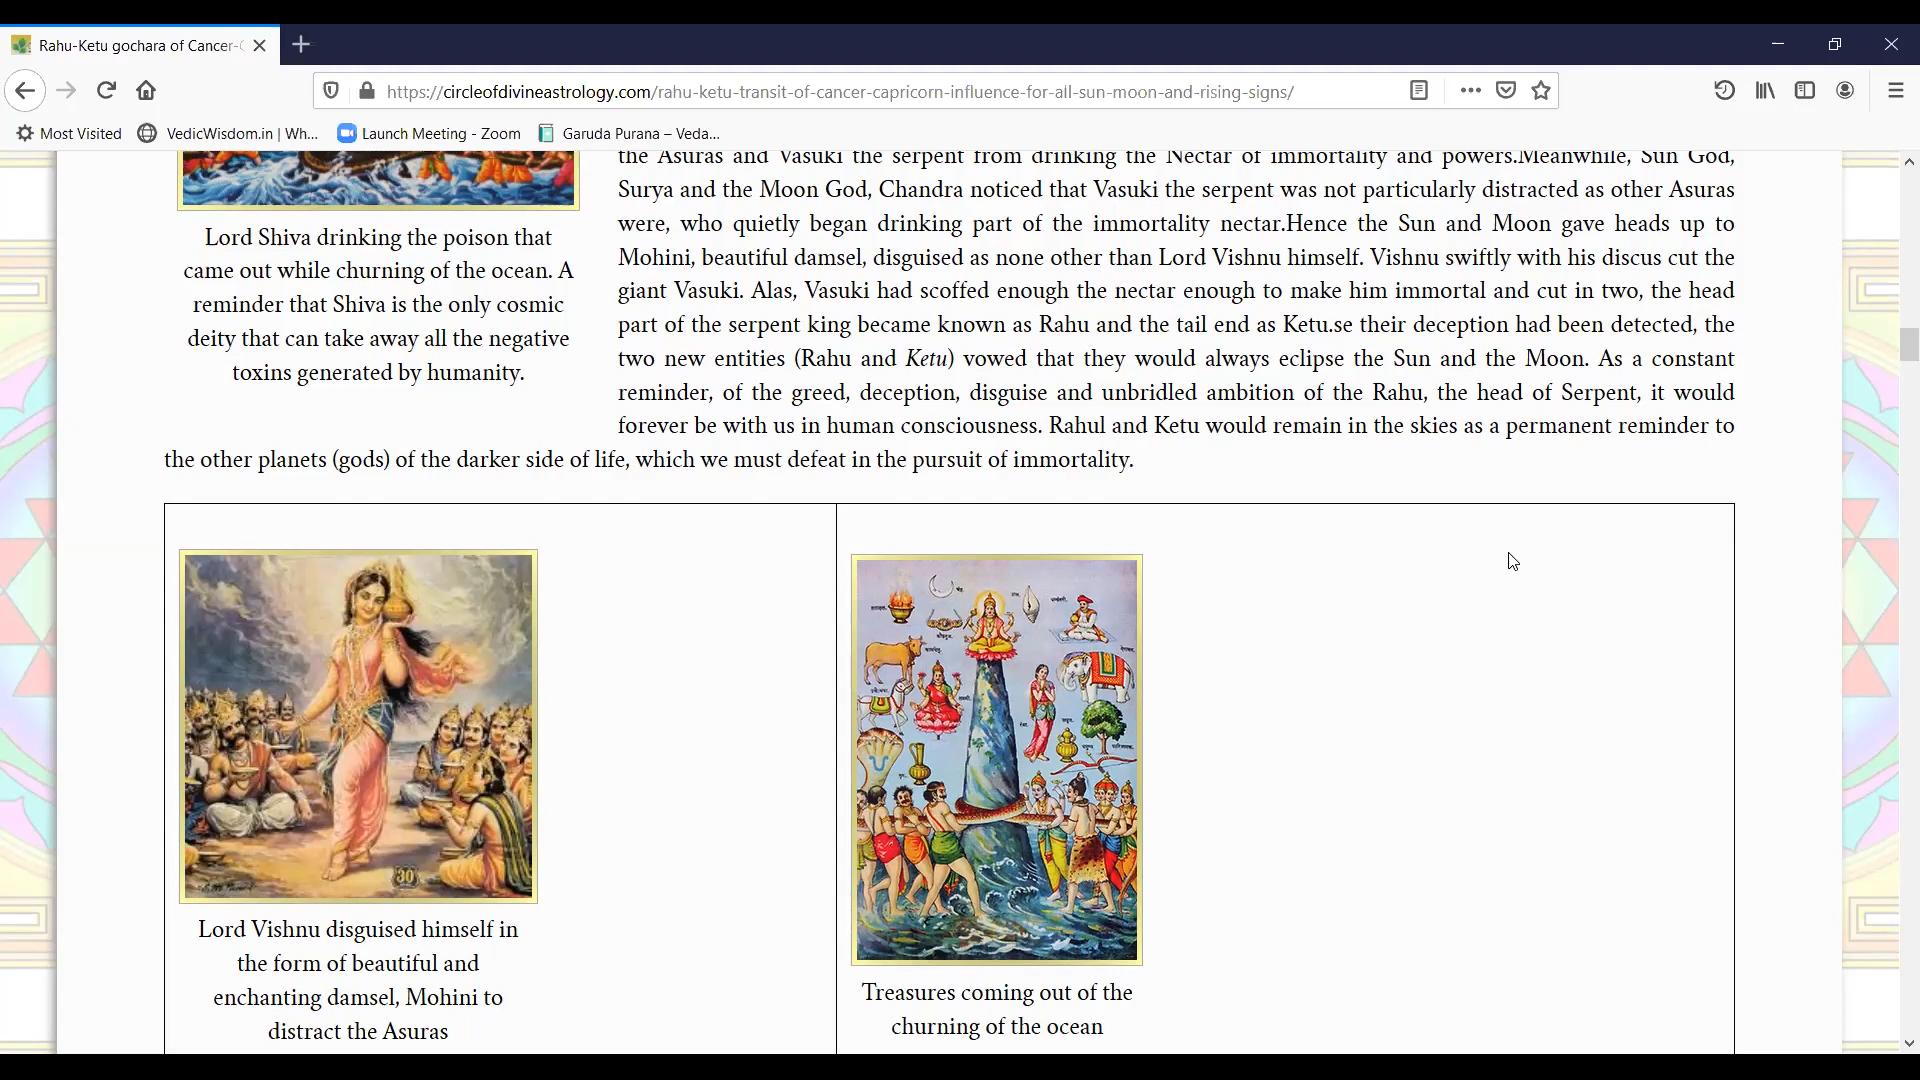 Rahu-Ketu gochara of Cancer-C
https://circleofdivineastrology.com/rahu-ketu-transit-of-cancer-capricorn-influence-for-all-sun-moon-and-rising-signs/
Most Visited
VedicWisdom.in | Wh...
Launch Meeting - Zoom
Garuda Purana – Veda...
the Asuras and Vasuki the serpent from drinking the Nectar of immortality and powers.Meanwhile, Sun God,
Surya and the Moon God, Chandra noticed that Vasuki the serpent was not particularly distracted as other Asuras
were, who quietly began drinking part of the immortality nectar.Hence the Sun and Moon gave heads up to
Mohini, beautiful damsel, disguised as none other than Lord Vishnu himself. Vishnu swiftly with his discus cut the
giant Vasuki. Alas, Vasuki had scoffed enough the nectar enough to make him immortal and cut in two, the head
part of the serpent king became known as Rahu and the tail end as Ketu.se their deception had been detected, the
two new entities (Rahu and Ketu) vowed that they would always eclipse the Sun and the Moon. As a constant
reminder, of the greed, deception, disguise and unbridled ambition of the Rahu, the head of Serpent, it would
forever be with us in human consciousness. Rahul and Ketu would remain in the skies as a permanent reminder to
the other planets (gods) of the darker side of life, which we must defeat in the pursuit of immortality.
Lord Shiva drinking the poison that
came out while churning of the ocean. A
reminder that Shiva is the only cosmic
deity that can take away all the negative
toxins generated by humanity.
30
Lord Vishnu disguised himself in
the form of beautiful and
enchanting damsel, Mohini to
distract the Asuras
Treasures coming out of the
churning of the ocean